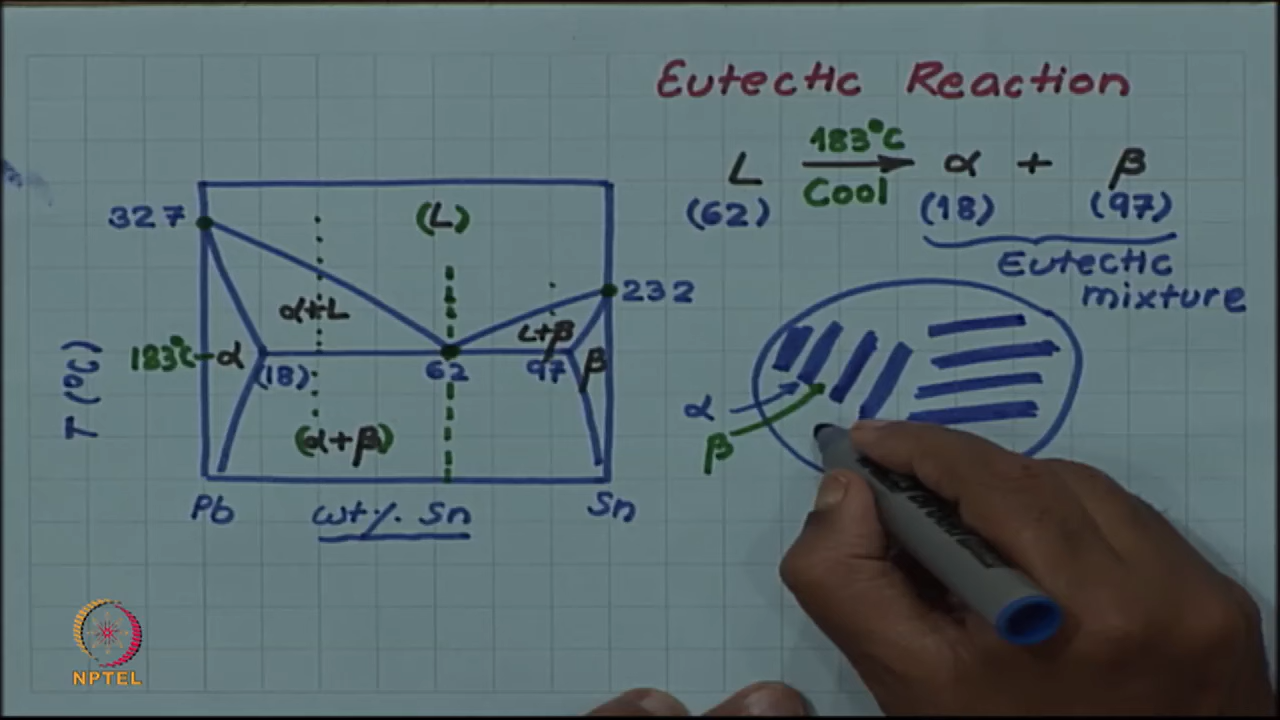 Eutectic Reaction
L 183°C Cool α + β
(62) (18) (97)
Eutectic mixture
327
(L)
232
α+L
L+β
183°C α
(18)
62
97
β
T (°C)
(α+β)
Pb
wt% Sn
Sn
α
β
NPTEL